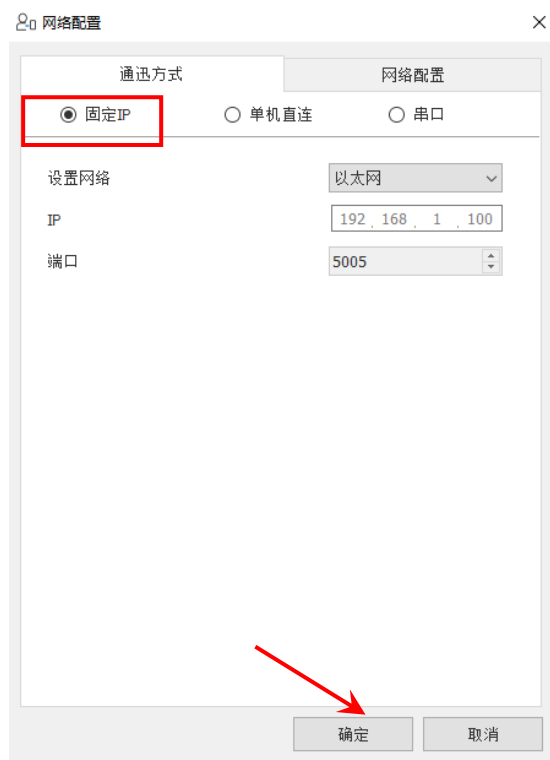 网络配置
通迅方式 网络配置
固定IP 单机直连 串口
设置网络 以太网
IP 192 . 168 . 1 . 100
端口 5005
确定 取消